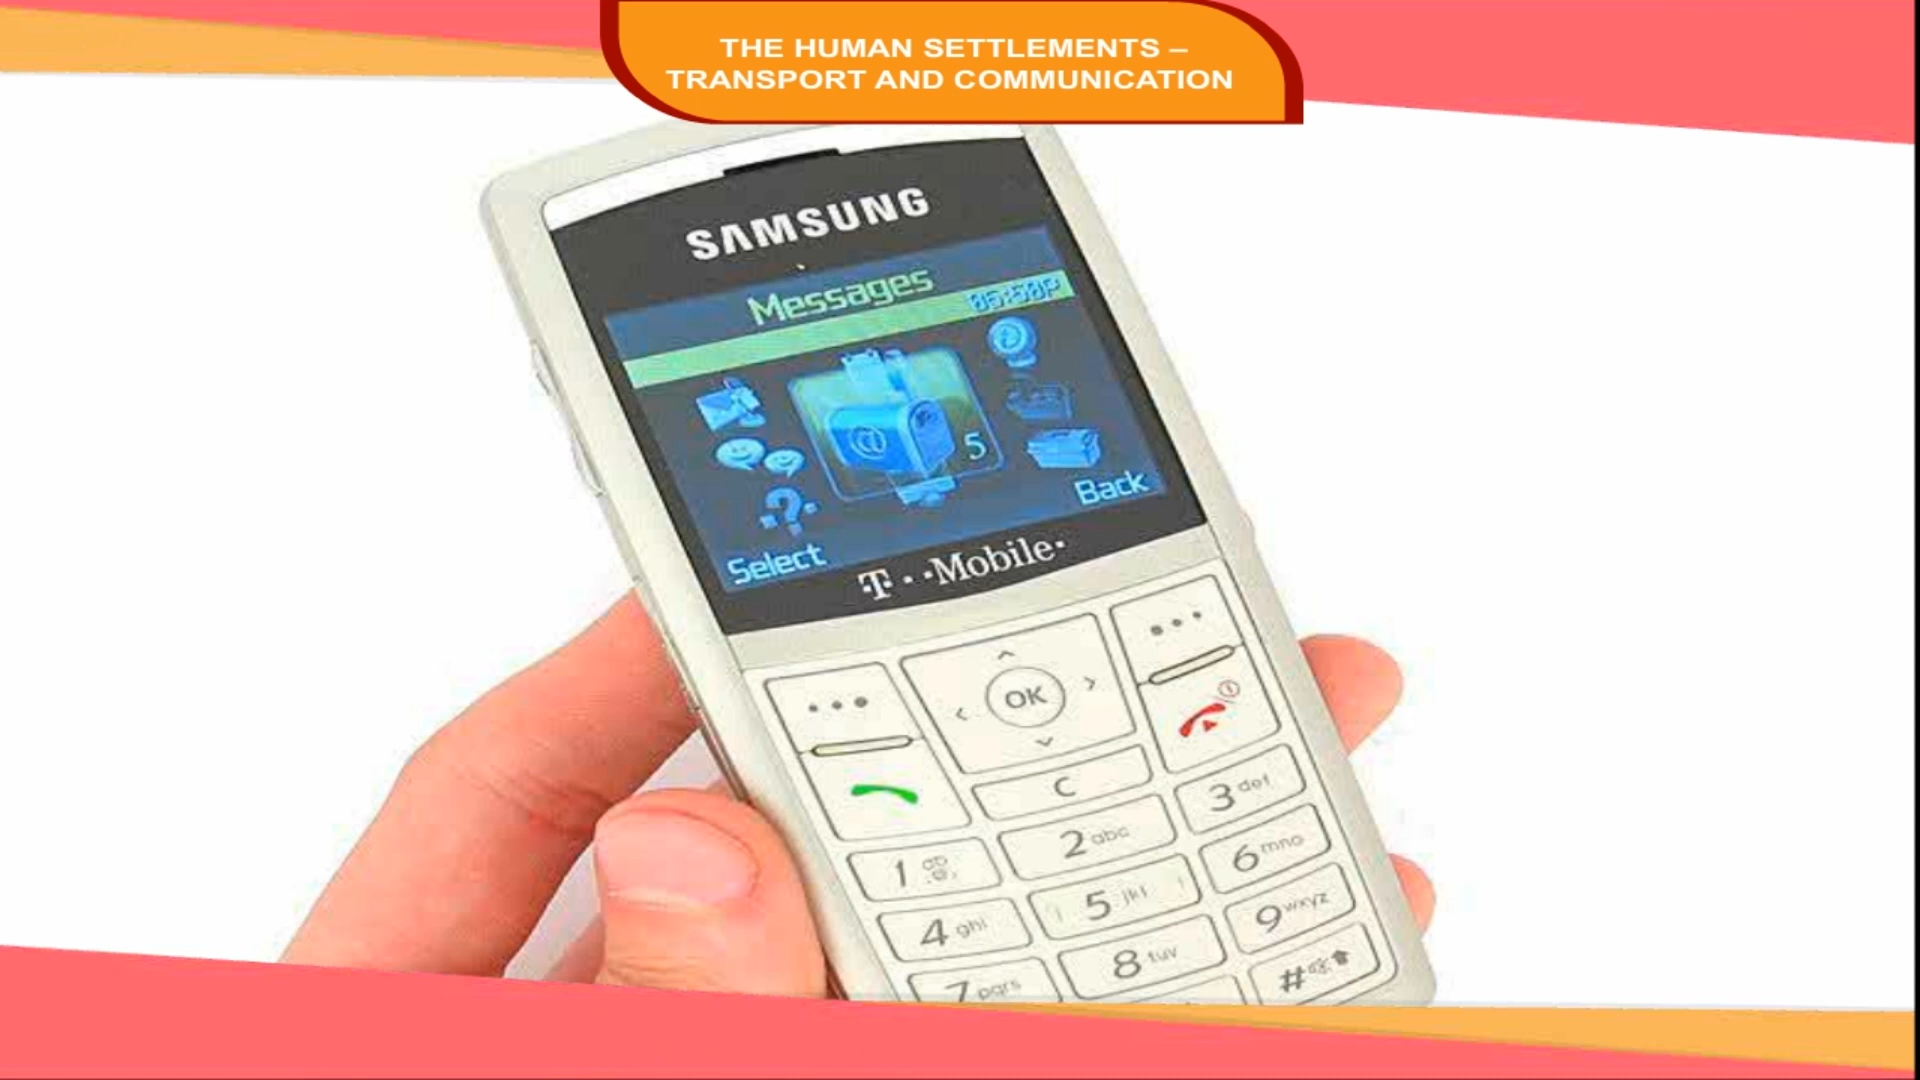 THE HUMAN SETTLEMENTS –
TRANSPORT AND COMMUNICATION
SAMSUNG
Messages
5
Back
Select
T · · Mobile ·
OK
C
1
2 abc
3 def
4 ghi
5 jkl
6 mno
7 pqrs
8 tuv
9 wxyz
#